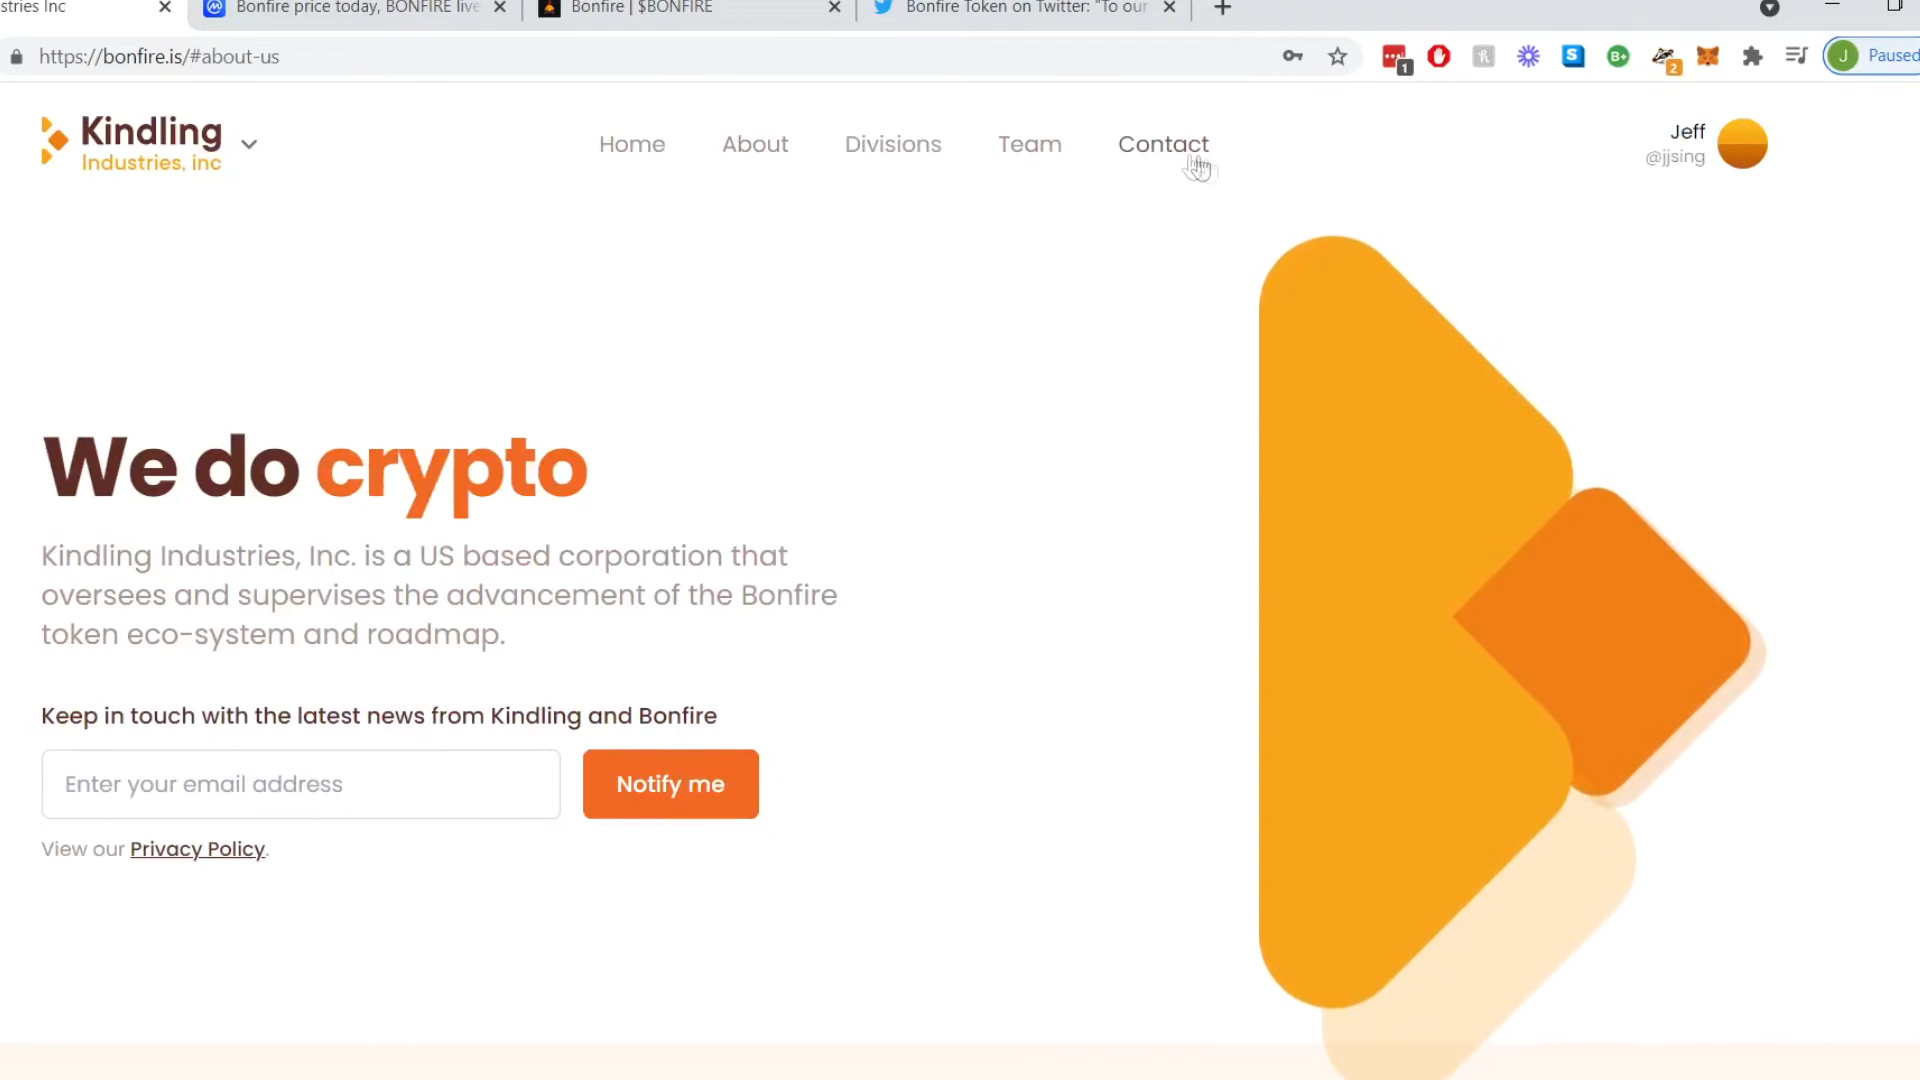 stries Inc
Bonfire price today, BONFIRE live
Bonfire | $BONFIRE
Bonfire Token on Twitter: "To our
https://bonfire.is/#about-us
1
S
B+
2
J
Paused
Kindling
Industries, inc
Home
About
Divisions
Team
Contact
Jeff
@jjsing
We do crypto
Kindling Industries, Inc. is a US based corporation that
oversees and supervises the advancement of the Bonfire
token eco-system and roadmap.
Keep in touch with the latest news from Kindling and Bonfire
Enter your email address
Notify me
View our Privacy Policy.